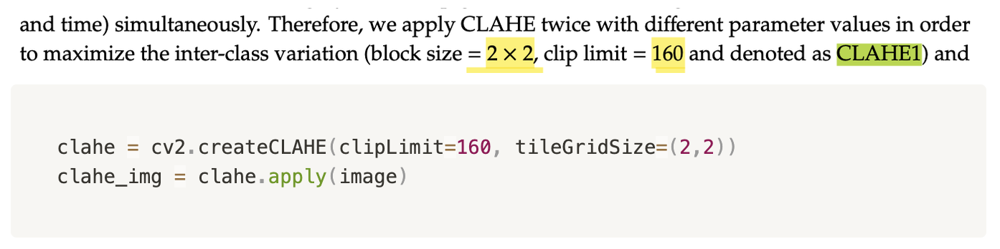 and time) simultaneously. Therefore, we apply CLAHE twice with different parameter values in order
to maximize the inter-class variation (block size = 2 × 2, clip limit = 160 and denoted as CLAHE1) and
clahe = cv2.createCLAHE(clipLimit=160, tileGridSize=(2,2))
clahe_img = clahe.apply(image)